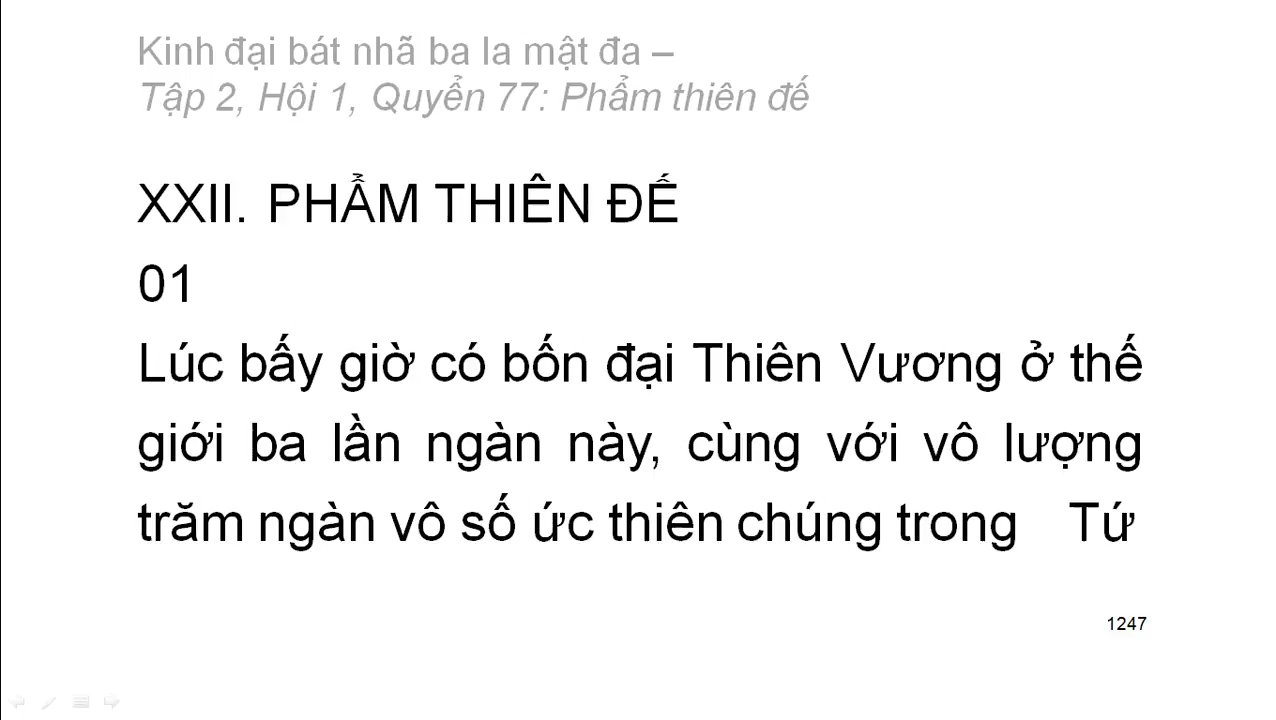 Kinh đại bát nhã ba la mật đa –
Tập 2, Hội 1, Quyển 77: Phẩm thiên đế
XXII. PHẨM THIÊN ĐẾ
01
Lúc bấy giờ có bốn đại Thiên Vương ở thế
giới ba lần ngàn này, cùng với vô lượng
trăm ngàn vô số ức thiên chúng trong Tứ
1247